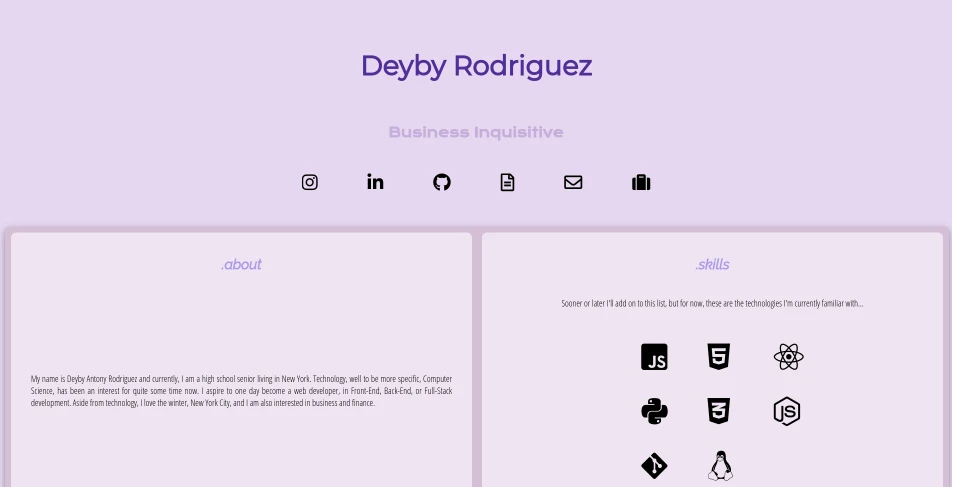 Deyby Rodriguez
Business Inquisitive
.about
My name is Deyby Antony Rodriguez and currently, I am a high school senior living in New York. Technology, well to be more specific, Computer
Science, has been an interest for quite some time now. I aspire to one day become a web developer, in Front-End, Back-End, or Full-Stack
development. Aside from technology, I love the winter, New York City, and I am also interested in business and finance.
.skills
Sooner or later I'll add on to this list, but for now, these are the technologies I'm currently familiar with...
JS
5
3
JS